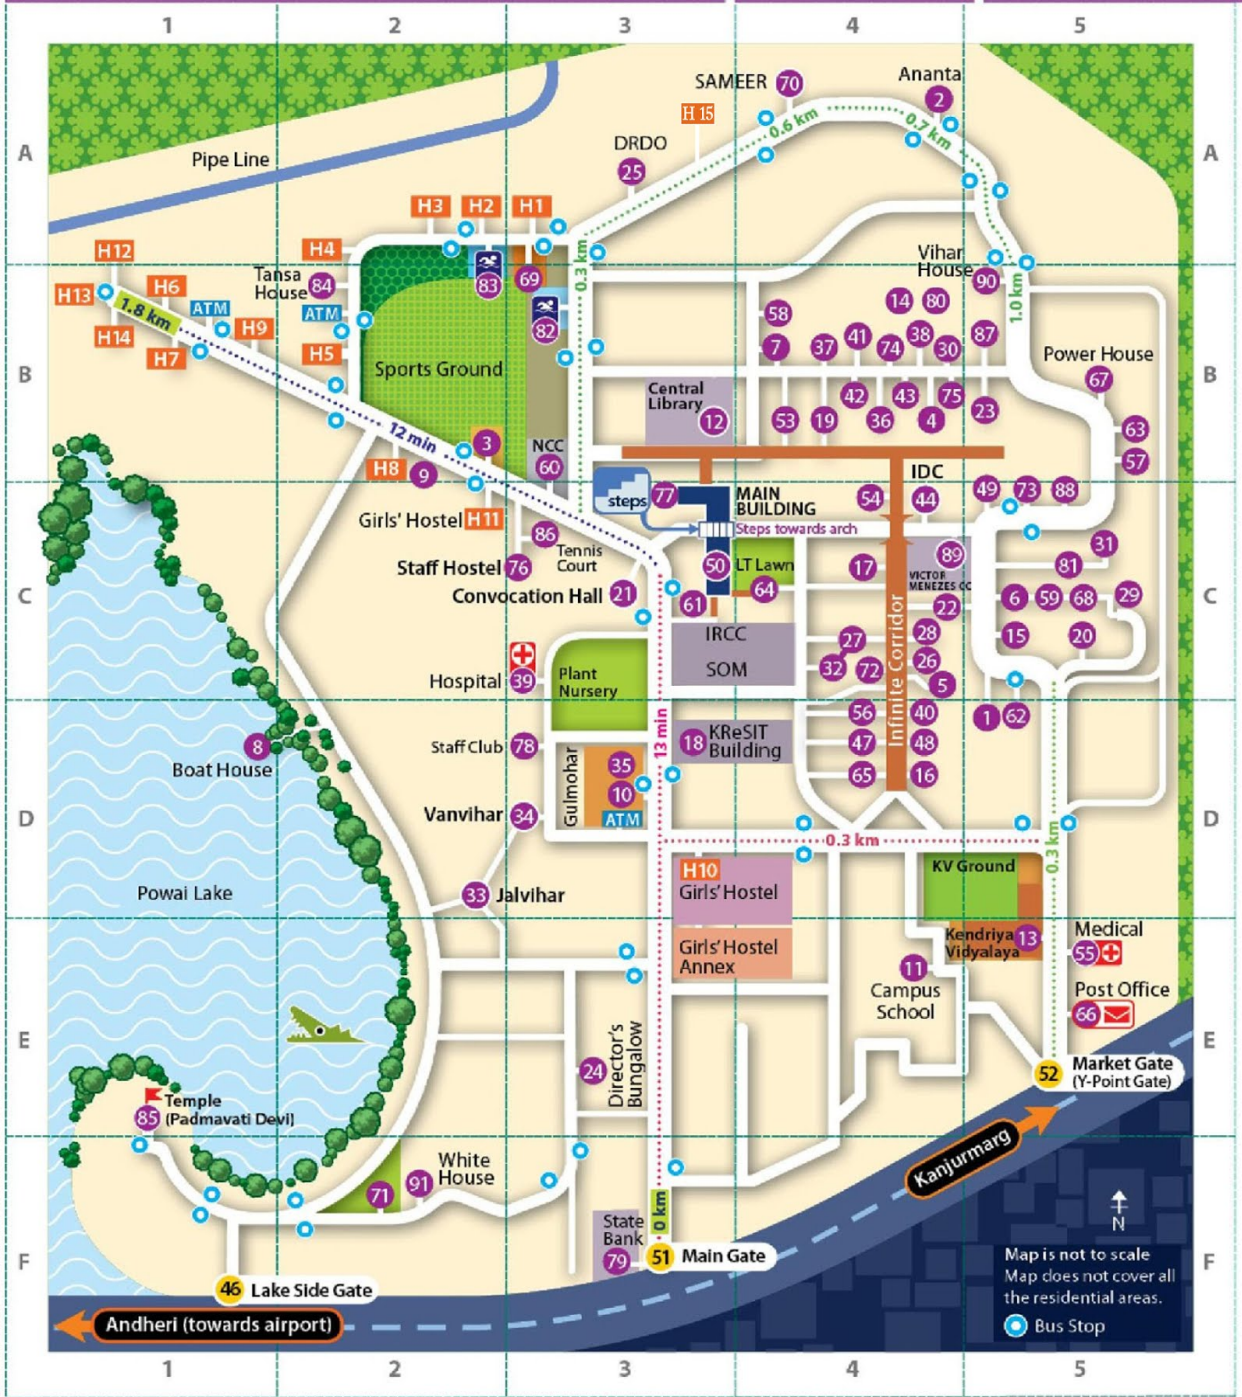 1 2 3 4 5
SAMEER 70
Ananta
2
H 15
0.6 km
0.7 km
A
DRDO
25
A
Pipe Line
H3 H2 H1
H12
H4
0.3 km
Vihar
House
90
Tansa
House 84
83
69
H13
H6
1.8 km
ATM
ATM
14 80
1.0 km
58
82
H14
H9
H7
H5
7 37 41 74 38 30 87
Power House
67
B
Sports Ground
B
Central
Library
12
42 36 43 4 75 23
53 19
12 min
3
NCC
60
63
57
H8
9
IDC
steps
77
MAIN
BUILDING
Steps towards arch
54 44 49 73 88
Girls' Hostel H11
86
Tennis
Court
Staff Hostel 76
50
LT Lawn
64
17
89
VICTOR
MENEZES CC
31
81
Convocation Hall 21
61
22
6 59 68 29
C
C
IRCC
SOM
27
28
15 20
32 72
26
5
Infinite Corridor
Hospital 39
Plant
Nursery
56 40
1 62
13 min
18 KReSIT
Building
Staff Club 78
47 48
8
Boat House
Gulmohar
35
10
ATM
65 16
D
Vanvihar 34
D
0.3 km
0.3 km
H10
Girls' Hostel
KV Ground
Powai Lake
33 Jalvihar
Girls' Hostel
Annex
Kendriya
Vidyalaya
13
Medical
55
11
Campus
School
Post Office
66
E
Director's
Bungalow
24
E
52 Market Gate
(Y-Point Gate)
Temple
85 (Padmavati Devi)
Kanjurmarg
White
House
71 91
0 km
N
State
Bank
79
51 Main Gate
F
F
Map is not to scale
Map does not cover all
the residential areas.
Bus Stop
46 Lake Side Gate
Andheri (towards airport)
1 2 3 4 5